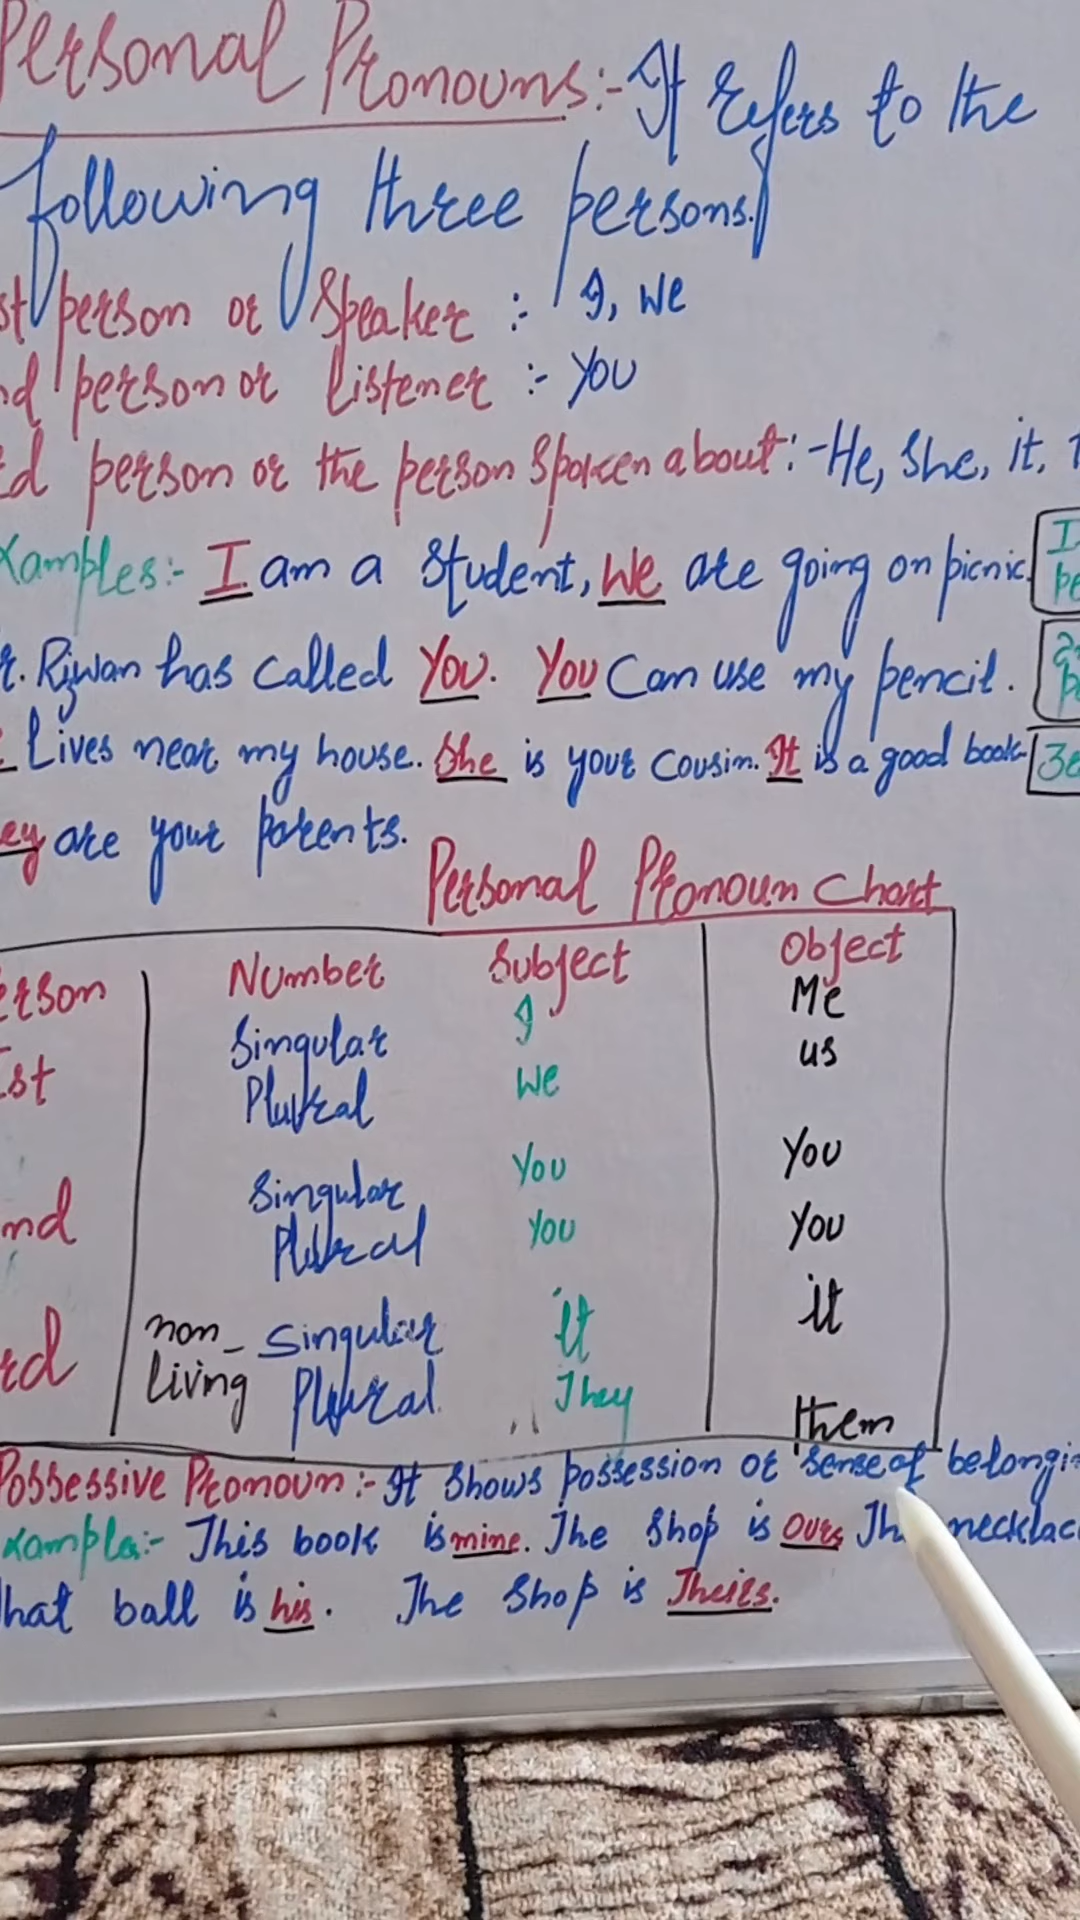 Personal Pronouns:- It refers to the
following three persons.
st person or Speaker :- I, we
nd person or listener :- you
rd person or the person spoken about:- He, she, it, t
xamples:- I am a student, we are going on picnic.
r. Rizwan has called you. You can use my pencil.
e lives near my house. She is your cousin. It is a good book.
ey are your parents.
Personal Pronoun Chart
erson Number Subject Object
Ist Singular I Me
Plural we us
nd Singular You You
Plural You You
rd non-living Singular it it
Plural They them
Possessive Pronoun:- It shows possession or sense of belongi
xample:- This book is mine. The shop is ours. Th necklac
That ball is his. The shop is Theirs.